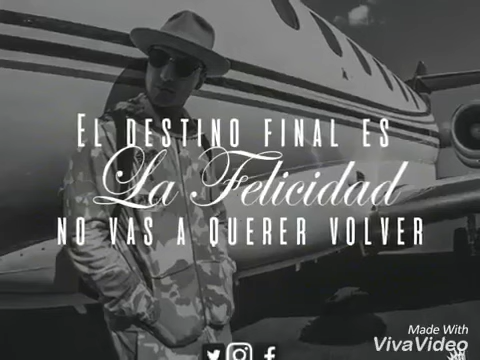 EL DESTINO FINAL ES
La Felicidad
NO VAS A QUERER VOLVER
Made With
VivaVideo